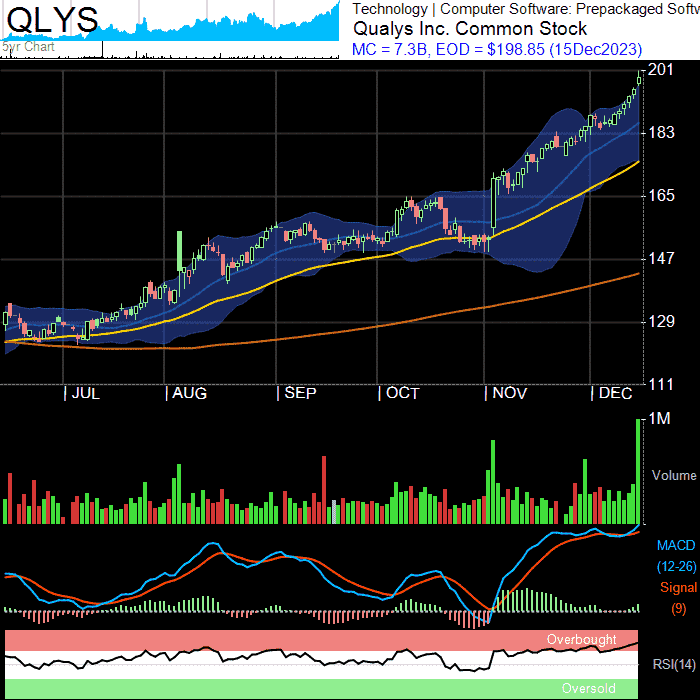 QLYS
5yr Chart
Technology | Computer Software: Prepackaged Softw
Qualys Inc. Common Stock
MC = 7.3B, EOD = $198.85 (15Dec2023)
201
183
165
147
129
111
| JUL | AUG | SEP | OCT | NOV | DEC
1M
Volume
MACD
(12-26)
Signal
(9)
Overbought
RSI(14)
Oversold